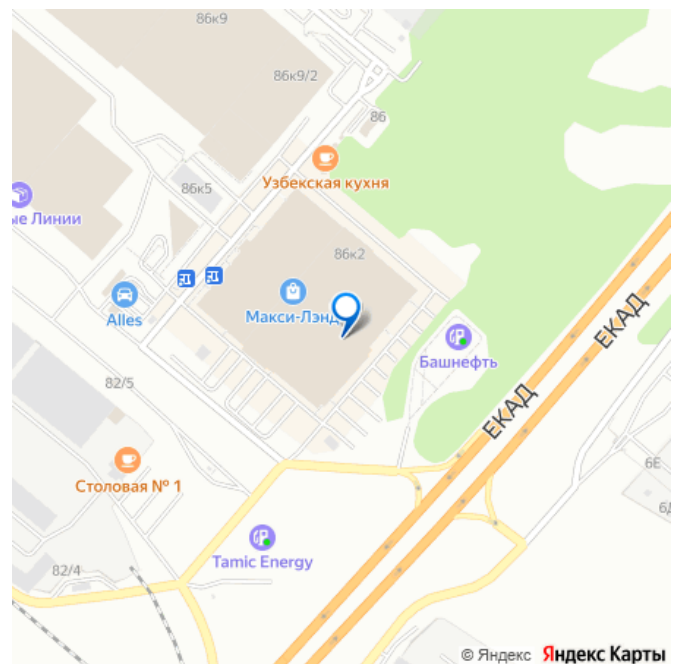 86к9
86к9/2
86
Узбекская кухня
86к5
ые Линии
86к2
Макси-Лэнд
Alles
Башнефть
ЕКАД
ЕКАД
82/5
Столовая № 1
6Е
6Д
Tamic Energy
82/4
© Яндекс Яндекс Карты